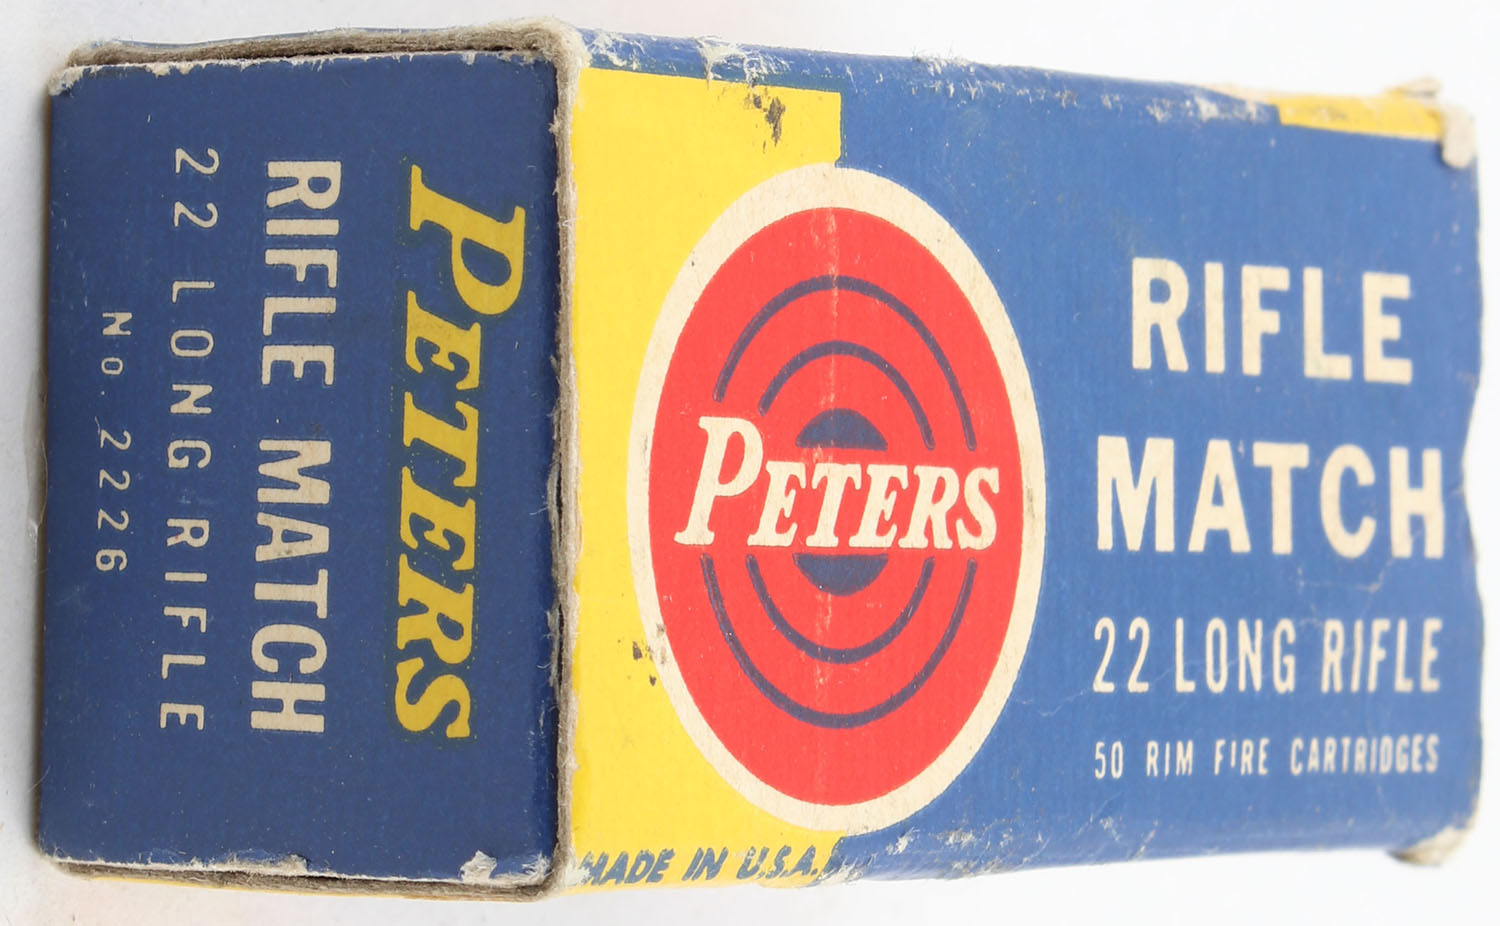 PETERS
RIFLE MATCH
22 LONG RIFLE
No. 2226
PETERS
RIFLE
MATCH
22 LONG RIFLE
50 RIM FIRE CARTRIDGES
MADE IN U.S.A.